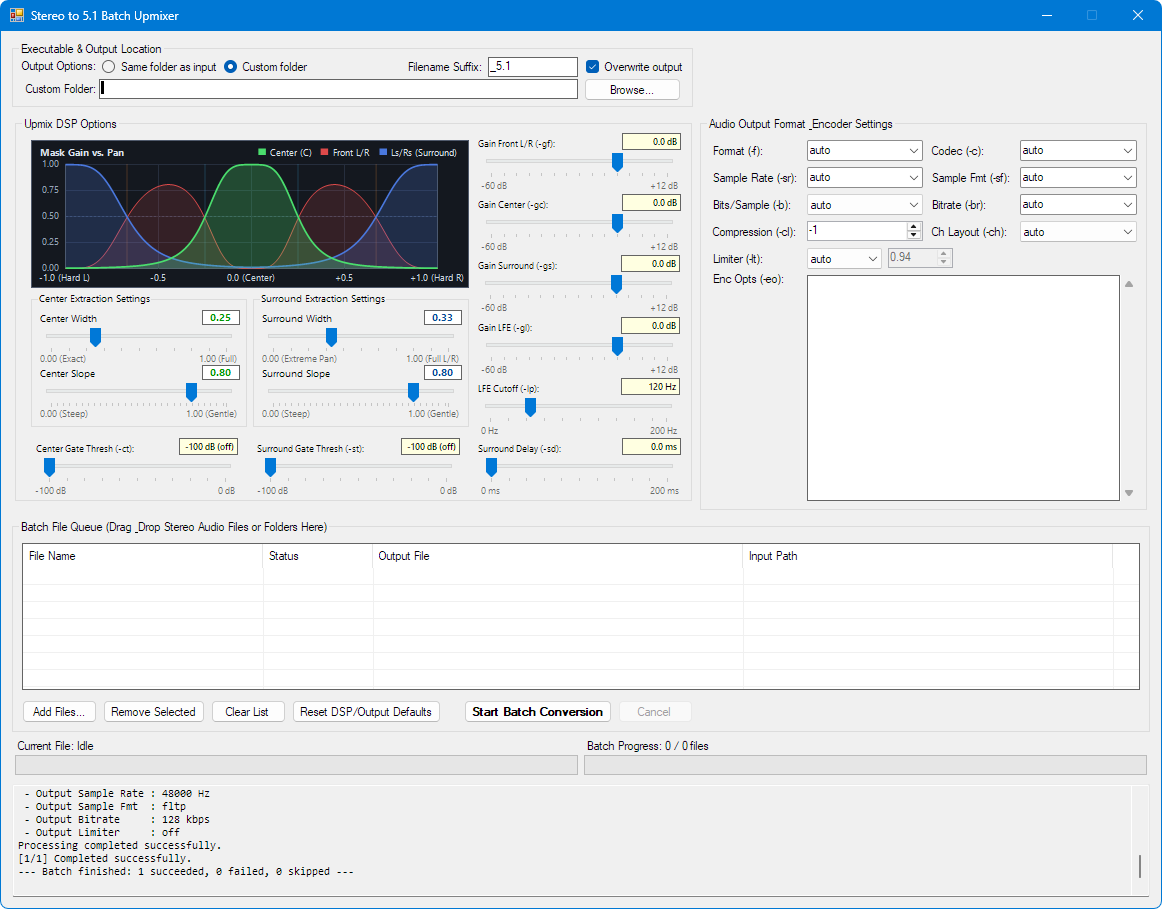 Stereo to 5.1 Batch Upmixer
Executable & Output Location
Output Options: Same folder as input Custom folder Filename Suffix: _5.1 Overwrite output
Custom Folder: Browse...
Upmix DSP Options
Mask Gain vs. Pan Center (C) Front L/R Ls/Rs (Surround)
1.00
0.75
0.50
0.25
0.00
-1.0 (Hard L) -0.5 0.0 (Center) +0.5 +1.0 (Hard R)
Center Extraction Settings
Center Width 0.25
0.00 (Exact) 1.00 (Full)
Center Slope 0.80
0.00 (Steep) 1.00 (Gentle)
Surround Extraction Settings
Surround Width 0.33
0.00 (Extreme Pan) 1.00 (Full L/R)
Surround Slope 0.80
0.00 (Steep) 1.00 (Gentle)
Center Gate Thresh (-ct): -100 dB (off)
-100 dB 0 dB
Surround Gate Thresh (-st): -100 dB (off)
-100 dB 0 dB
Gain Front L/R (-gf): 0.0 dB
-60 dB +12 dB
Gain Center (-gc): 0.0 dB
-60 dB +12 dB
Gain Surround (-gs): 0.0 dB
-60 dB +12 dB
Gain LFE (-gl): 0.0 dB
-60 dB +12 dB
LFE Cutoff (-lp): 120 Hz
0 Hz 200 Hz
Surround Delay (-sd): 0.0 ms
0 ms 200 ms
Audio Output Format _Encoder Settings
Format (-f): auto Codec (-c): auto
Sample Rate (-sr): auto Sample Fmt (-sf): auto
Bits/Sample (-b): auto Bitrate (-br): auto
Compression (-cl): -1 Ch Layout (-ch): auto
Limiter (-lt): auto 0.94
Enc Opts (-eo):
Batch File Queue (Drag _Drop Stereo Audio Files or Folders Here)
File Name Status Output File Input Path
Add Files... Remove Selected Clear List Reset DSP/Output Defaults Start Batch Conversion Cancel
Current File: Idle Batch Progress: 0 / 0 files
- Output Sample Rate : 48000 Hz
- Output Sample Fmt : fltp
- Output Bitrate : 128 kbps
- Output Limiter : off
Processing completed successfully.
[1/1] Completed successfully.
--- Batch finished: 1 succeeded, 0 failed, 0 skipped ---